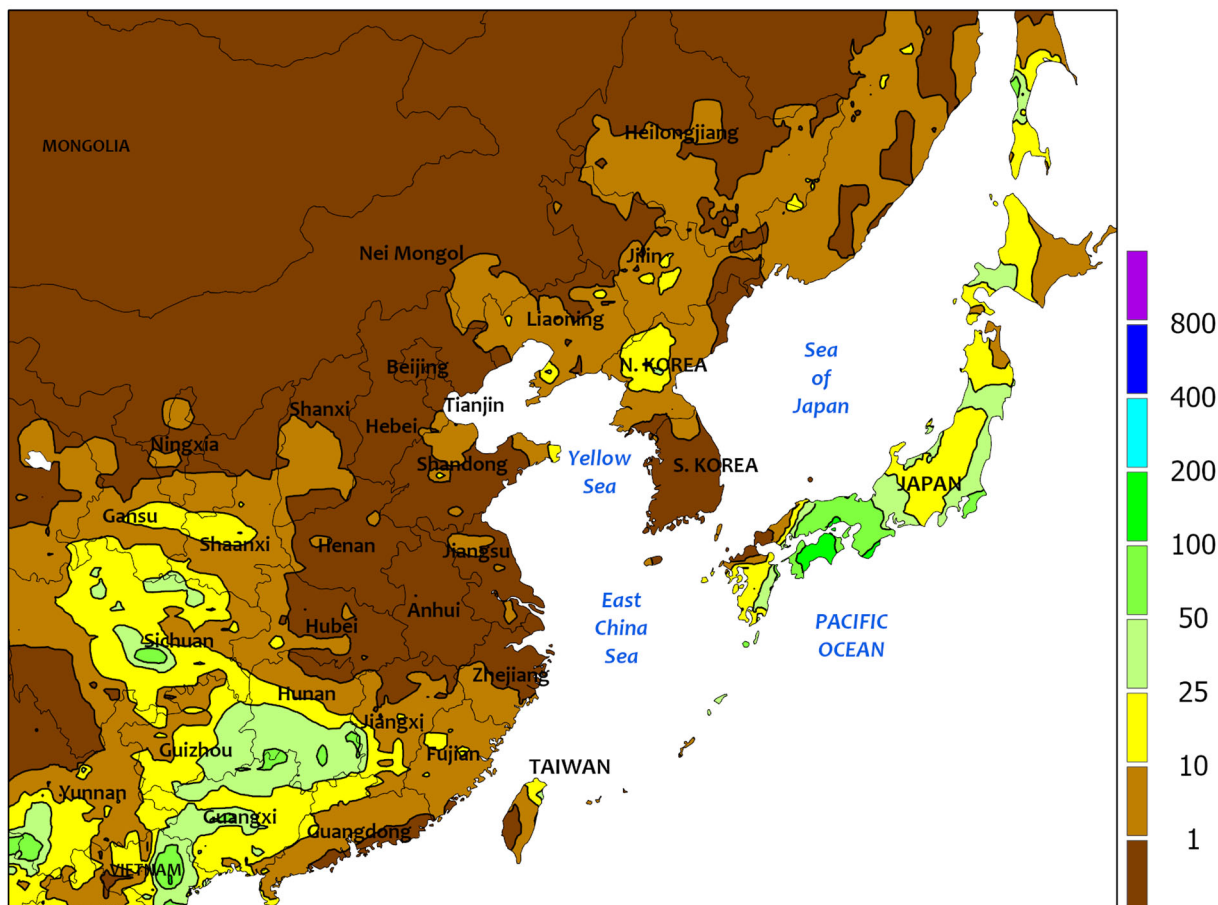 MONGOLIA
Heilongjiang
Nei Mongol
Jilin
Liaoning
N. KOREA
Sea
of
Japan
Beijing
Tianjin
Shanxi
Hebei
Ningxia
Shandong
Yellow
Sea
S. KOREA
JAPAN
Gansu
Shaanxi
Henan
Jiangsu
Anhui
Hubei
East
China
Sea
PACIFIC
OCEAN
Sichuan
Zhejiang
Hunan
Jiangxi
Guizhou
Fujian
TAIWAN
Yunnan
Guangxi
Guangdong
VIETNAM
800
400
200
100
50
25
10
1